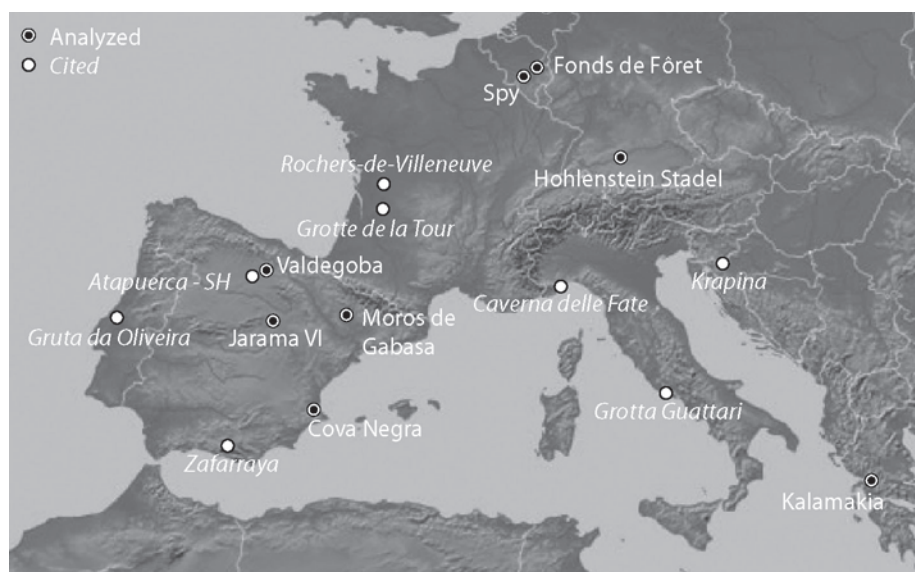 Analyzed
Cited
Fonds de Fôret
Spy
Rochers-de-Villeneuve
Hohlenstein Stadel
Grotte de la Tour
Valdegoba
Atapuerca - SH
Krapina
Caverna delle Fate
Gruta da Oliveira
Jarama VI
Moros de
Gabasa
Grotta Guattari
Cova Negra
Zafarraya
Kalamakia